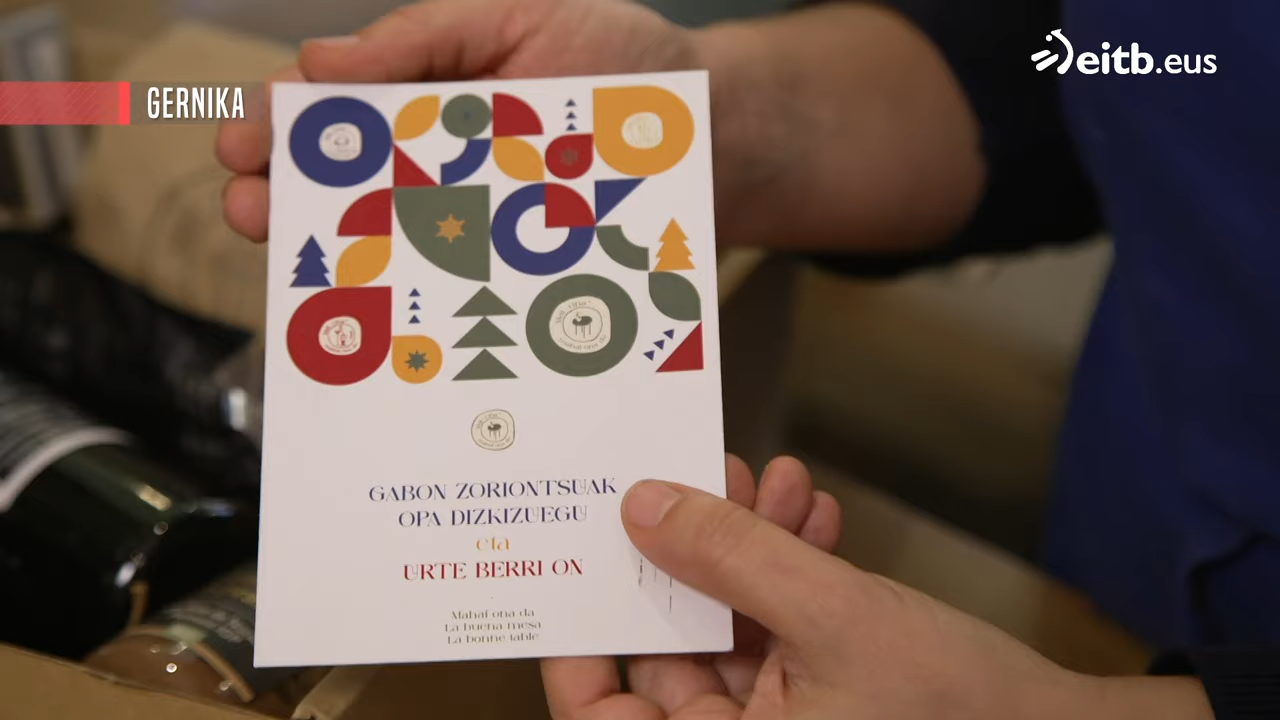 eitb.eus
GERNIKA
GABON ZORIONTSUAK
OPA DIZKIZUEGU
eta
URTE BERRI ON
Mahai ona da
La buena mesa
La bonne table